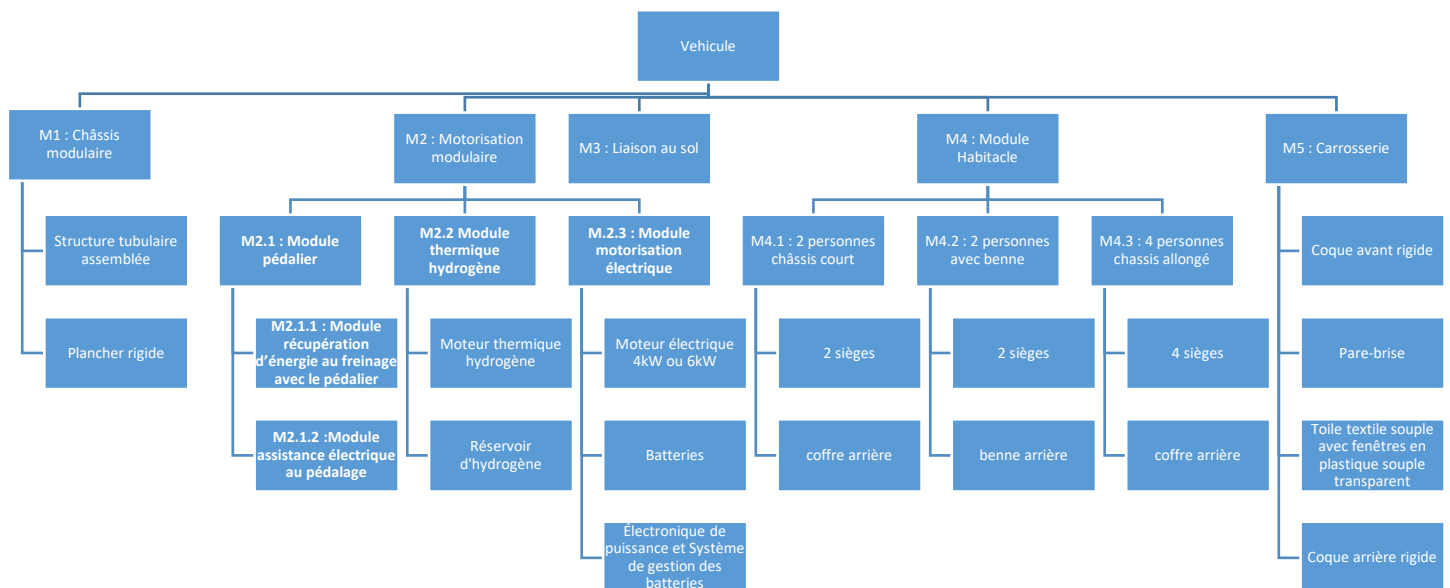 Vehicule
M1 : Châssis
modulaire
Structure tubulaire
assemblée
Plancher rigide
M2 : Motorisation
modulaire
M2.1 : Module
pédalier
M2.1.1 : Module
récupération
d'énergie au freinage
avec le pédalier
M2.1.2 :Module
assistance électrique
au pédalage
M2.2 Module
thermique
hydrogène
Moteur thermique
hydrogène
Réservoir
d'hydrogène
M.2.3 : Module
motorisation
électrique
Moteur électrique
4kW ou 6kW
Batteries
Électronique de
puissance et Système
de gestion des
batteries
M3 : Liaison au sol
M4 : Module
Habitacle
M4.1 : 2 personnes
châssis court
2 sièges
coffre arrière
M4.2 : 2 personnes
avec benne
2 sièges
benne arrière
M4.3 : 4 personnes
chassis allongé
4 sièges
coffre arrière
M5 : Carrosserie
Coque avant rigide
Pare-brise
Toile textile souple
avec fenêtres en
plastique souple
transparent
Coque arrière rigide